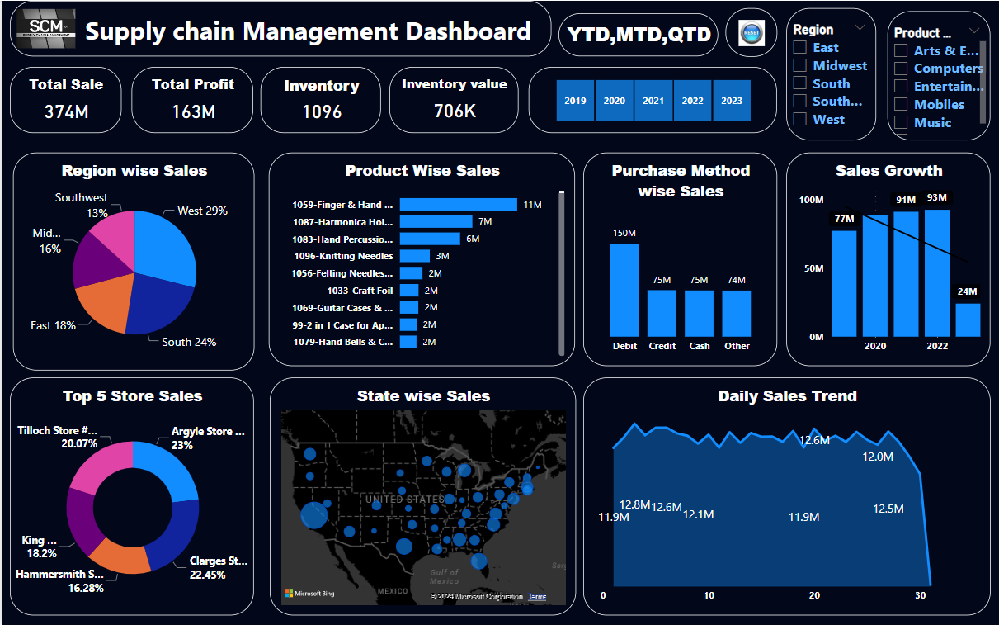 SCM
SUPPLY CHAIN MANAGEMENT
Supply chain Management Dashboard
YTD,MTD,QTD
RESET
Region
East
Midwest
South
South...
West
Product ...
Arts & E...
Computers
Entertain...
Mobiles
Music
Total Sale
374M
Total Profit
163M
Inventory
1096
Inventory value
706K
2019
2020
2021
2022
2023
Region wise Sales
Southwest
13%
West 29%
Mid...
16%
East 18%
South 24%
Product Wise Sales
1059-Finger & Hand ...
11M
1087-Harmonica Hol...
7M
1083-Hand Percussio...
6M
1096-Knitting Needles
3M
1056-Felting Needles...
2M
1033-Craft Foil
2M
1069-Guitar Cases & ...
2M
99-2 in 1 Case for Ap...
2M
1079-Hand Bells & C...
2M
Purchase Method
wise Sales
150M
75M
75M
74M
Debit
Credit
Cash
Other
Sales Growth
100M
50M
0M
77M
91M
93M
24M
2020
2022
Top 5 Store Sales
Tilloch Store #...
20.07%
Argyle Store ...
23%
King ...
18.2%
Hammersmith S...
16.28%
Clarges St...
22.45%
State wise Sales
UNITED STATES
Gulf of
Mexico
MEXICO
Sar
Microsoft Bing
© 2024 Microsoft Corporation Terms
Daily Sales Trend
12.6M
12.0M
12.8M
12.6M
11.9M
12.1M
11.9M
12.5M
0
10
20
30